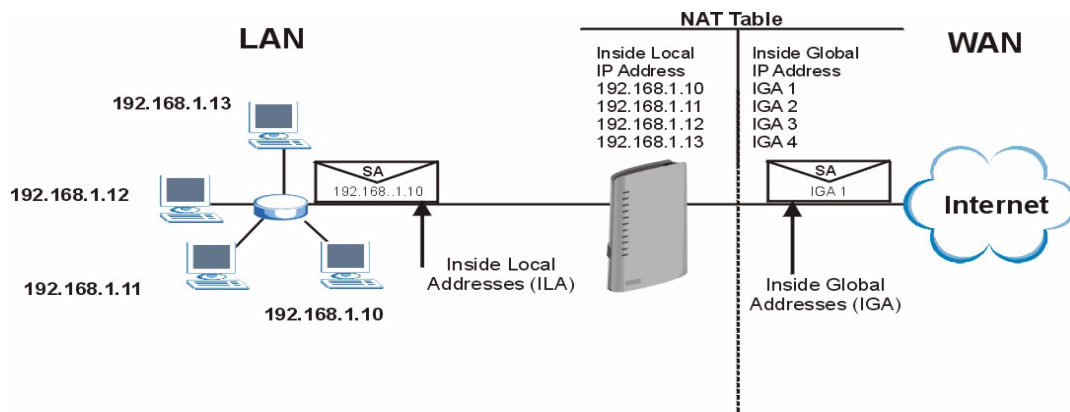 NAT Table
LAN
WAN
Inside Local
IP Address
192.168.1.10
192.168.1.11
192.168.1.12
192.168.1.13
Inside Global
IP Address
IGA 1
IGA 2
IGA 3
IGA 4
192.168.1.13
SA
192.168..1.10
SA
IGA 1
192.168.1.12
Internet
192.168.1.11
192.168.1.10
Inside Local
Addresses (ILA)
Inside Global
Addresses (IGA)